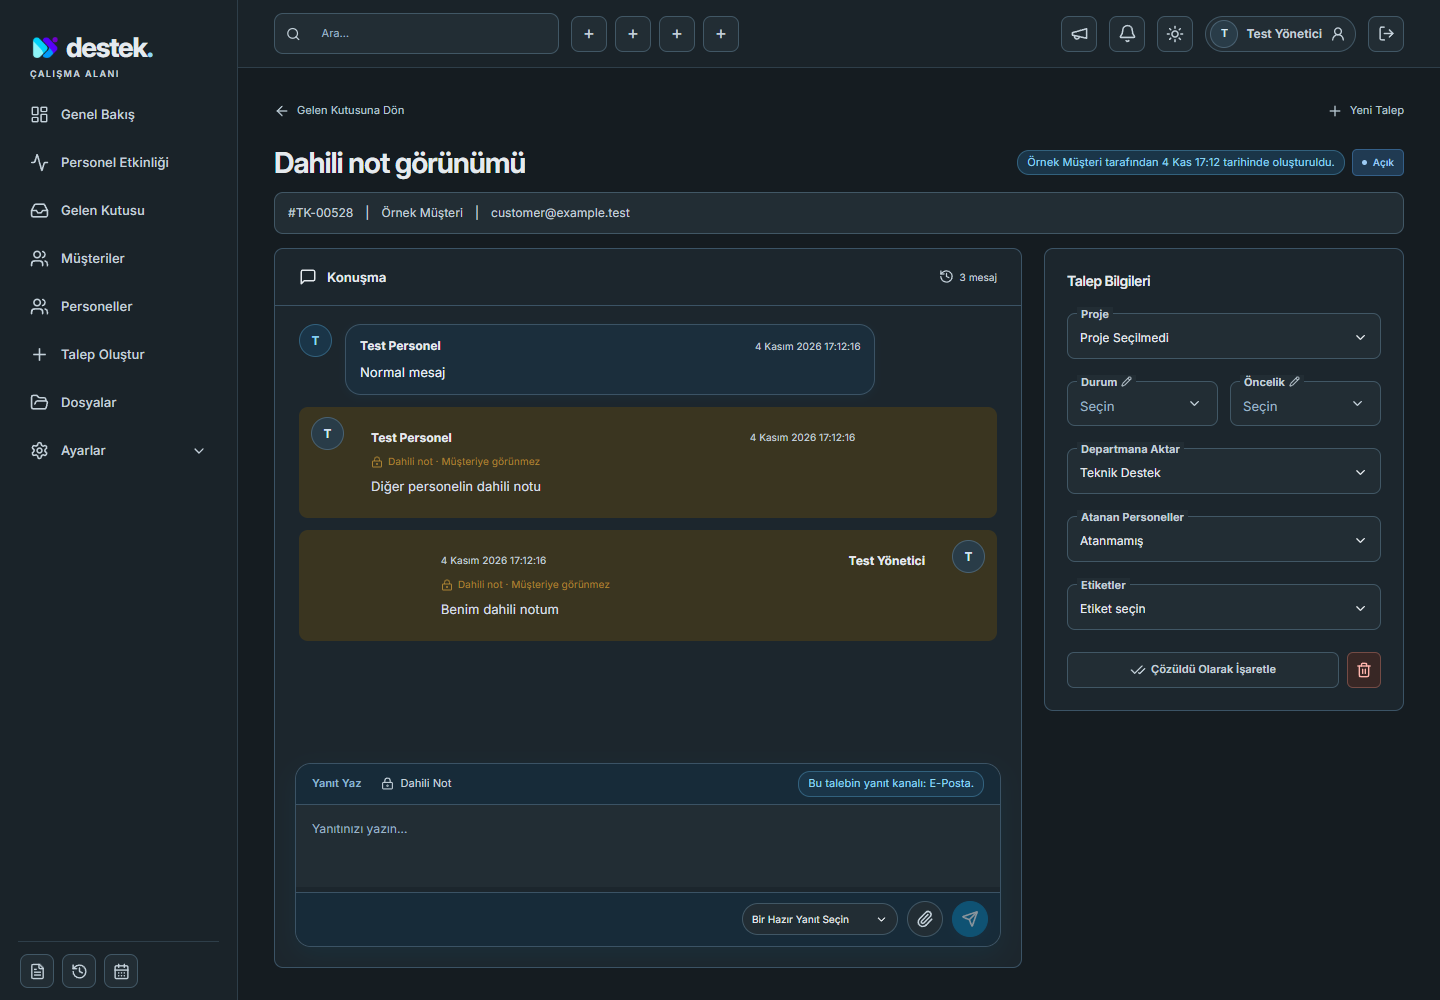 destek.
ÇALIŞMA ALANI
Genel Bakış
Personel Etkinliği
Gelen Kutusu
Müşteriler
Personeller
Talep Oluştur
Dosyalar
Ayarlar
Ara...
T
Test Yönetici
Gelen Kutusuna Dön
Yeni Talep
Dahili not görünümü
Örnek Müşteri tarafından 4 Kas 17:12 tarihinde oluşturuldu.
Açık
#TK-00528 | Örnek Müşteri | customer@example.test
Konuşma
3 mesaj
T
Test Personel
4 Kasım 2026 17:12:16
Normal mesaj
T
Test Personel
4 Kasım 2026 17:12:16
Dahili not · Müşteriye görünmez
Diğer personelin dahili notu
4 Kasım 2026 17:12:16
Test Yönetici
T
Dahili not · Müşteriye görünmez
Benim dahili notum
Yanıt Yaz
Dahili Not
Bu talebin yanıt kanalı: E-Posta.
Yanıtınızı yazın...
Bir Hazır Yanıt Seçin
Talep Bilgileri
Proje
Proje Seçilmedi
Durum
Seçin
Öncelik
Seçin
Departmana Aktar
Teknik Destek
Atanan Personeller
Atanmamış
Etiketler
Etiket seçin
Çözüldü Olarak İşaretle